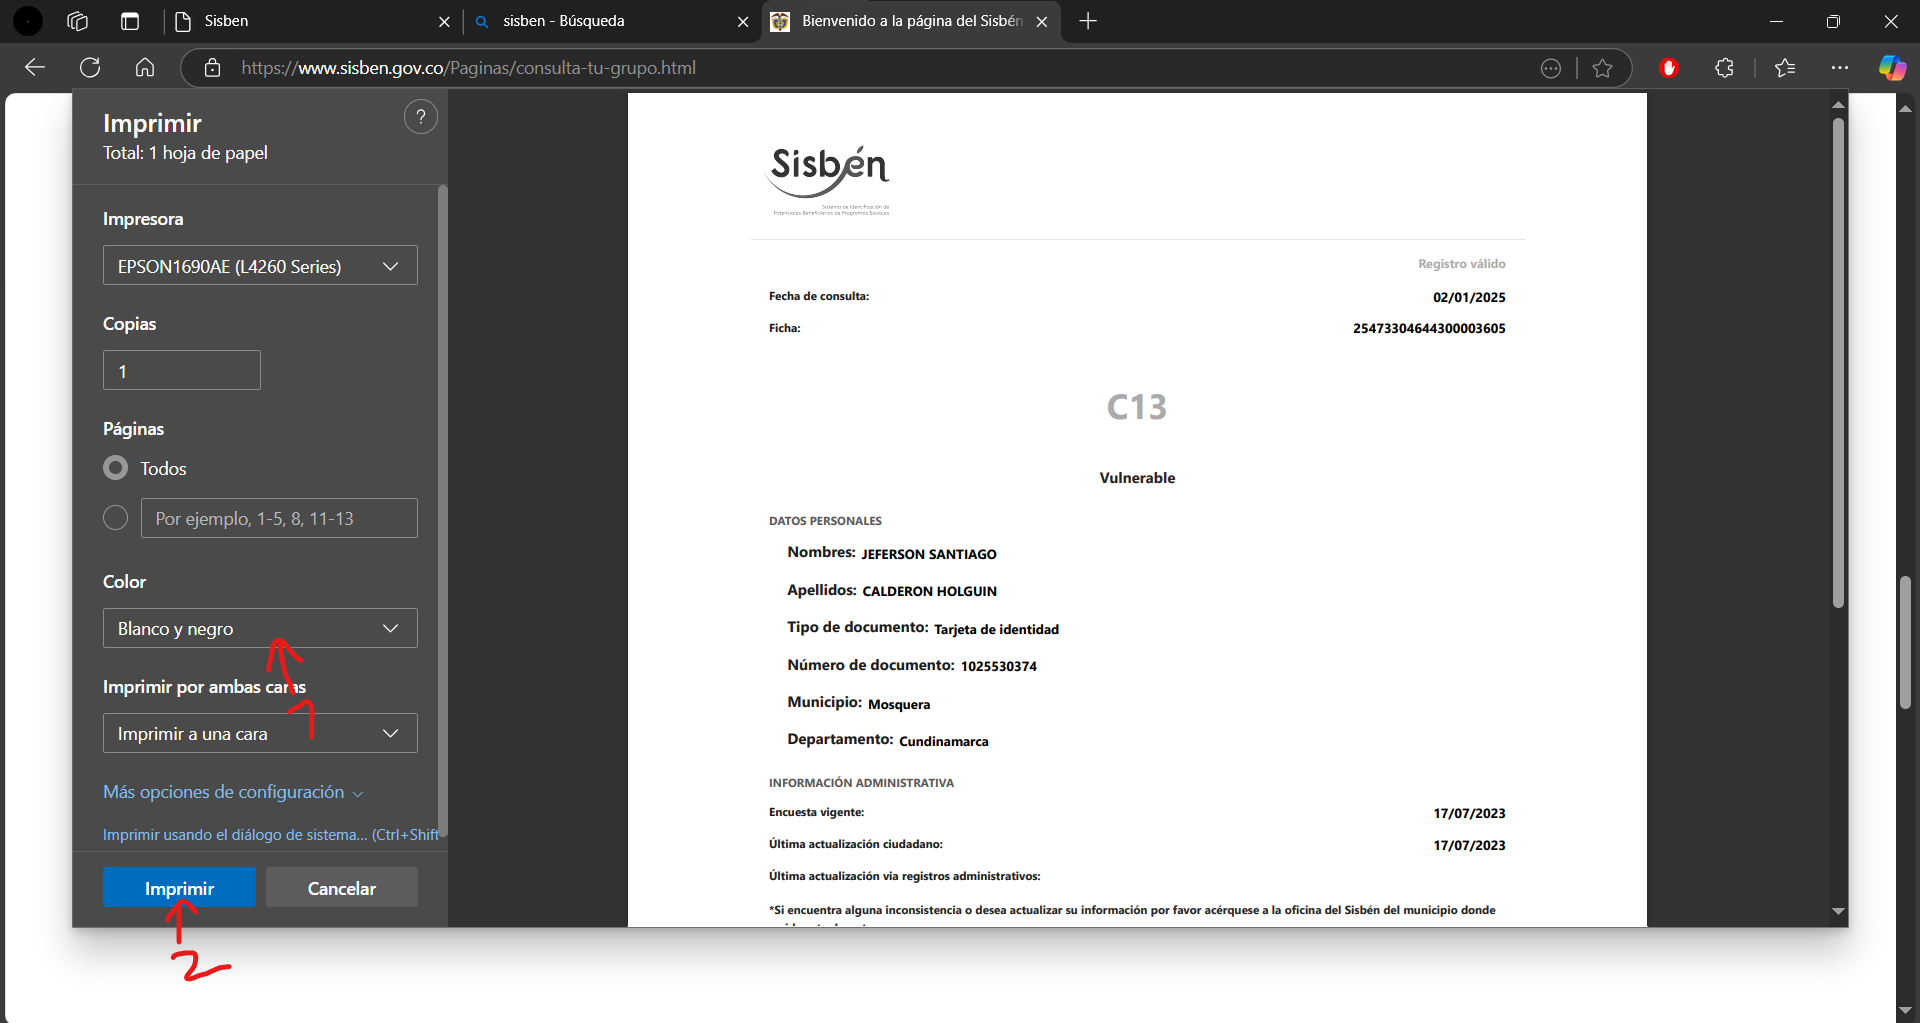 Sisben
sisben - Búsqueda
Bienvenido a la página del Sisbén
https://www.sisben.gov.co/Paginas/consulta-tu-grupo.html
Imprimir
?
Total: 1 hoja de papel
Impresora
EPSON1690AE (L4260 Series)
Copias
1
Páginas
Todos
Por ejemplo, 1-5, 8, 11-13
Color
Blanco y negro
Imprimir por ambas caras
1
Imprimir a una cara
Más opciones de configuración
Imprimir usando el diálogo de sistema... (Ctrl+Shift
Imprimir
Cancelar
2
Sisbén
Sistema de Identificación de
Potenciales Beneficiarios de Programas Sociales
Registro válido
Fecha de consulta: 02/01/2025
Ficha: 25473304644300003605
C13
Vulnerable
DATOS PERSONALES
Nombres: JEFERSON SANTIAGO
Apellidos: CALDERON HOLGUIN
Tipo de documento: Tarjeta de identidad
Número de documento: 1025530374
Municipio: Mosquera
Departamento: Cundinamarca
INFORMACIÓN ADMINISTRATIVA
Encuesta vigente: 17/07/2023
Última actualización ciudadano: 17/07/2023
Última actualización via registros administrativos:
*Si encuentra alguna inconsistencia o desea actualizar su información por favor acérquese a la oficina del Sisbén del municipio donde